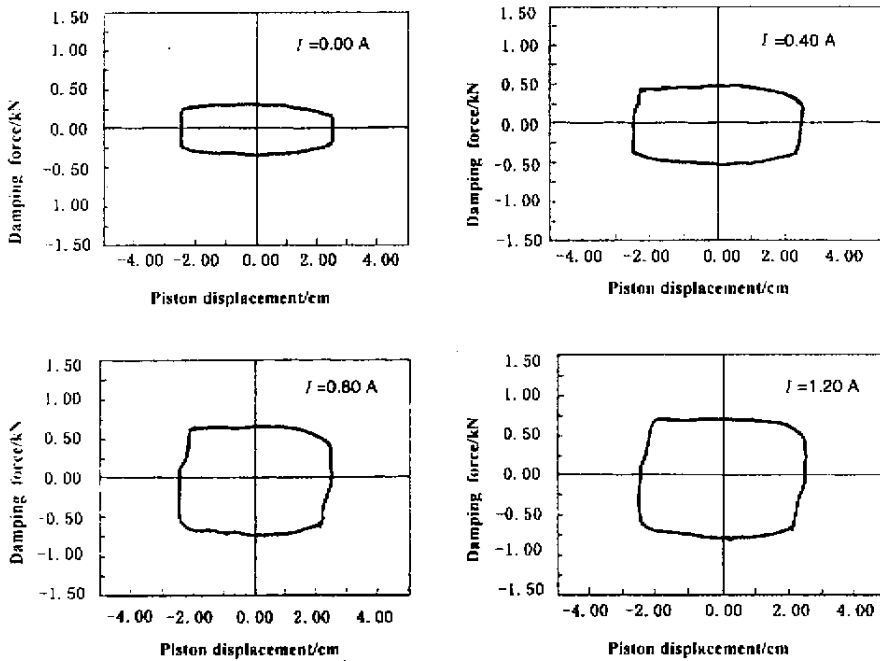 1.50
1.00
0.50
0.00
-0.50
1.00
-1.50
Damping force/kN
I =0.00 A
-4.00 -2.00 0.00 2.00 4.00
Piston displacement/cm
1.50
1.00
0.50
0.00
-0.50
1.00
-1.50
Damping force/kN
I =0.40 A
-4.00 -2.00 0.00 2.00 4.00
Piston displacement/cm
1.50
1.00
0.50
0.00
-0.50
-1.00
-1.50
Damping force/kN
I =0.80 A
-4.00 -2.00 0.00 2.00 4.00
Piston displacement/cm
1.50
1.00
0.50
0.00
-0.50
-1.00
-1.50
Damping force/kN
I =1.20 A
-4.00 -2.00 0.00 2.00 4.00
Piston displacement/cm